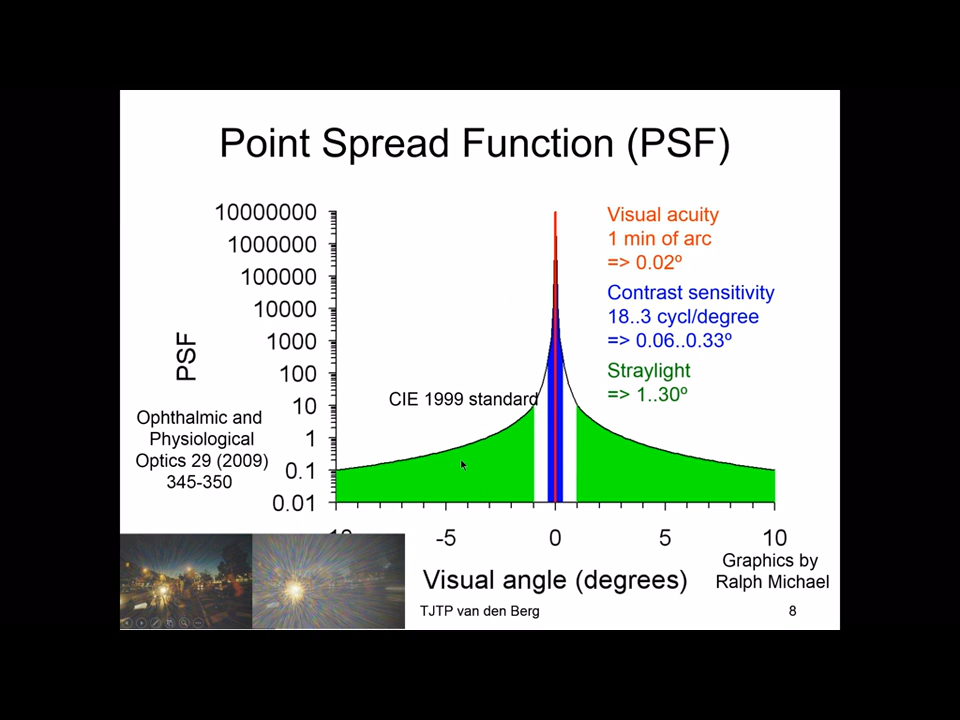 Point Spread Function (PSF)
10000000
1000000
100000
10000
1000
100
10
1
0.1
0.01
PSF
Visual acuity
1 min of arc
=> 0.02º
Contrast sensitivity
18..3 cycl/degree
=> 0.06..0.33º
Straylight
=> 1..30º
CIE 1999 standard
Ophthalmic and
Physiological
Optics 29 (2009)
345-350
-10 -5 0 5 10
Visual angle (degrees)
Graphics by
Ralph Michael
TJTP van den Berg
8